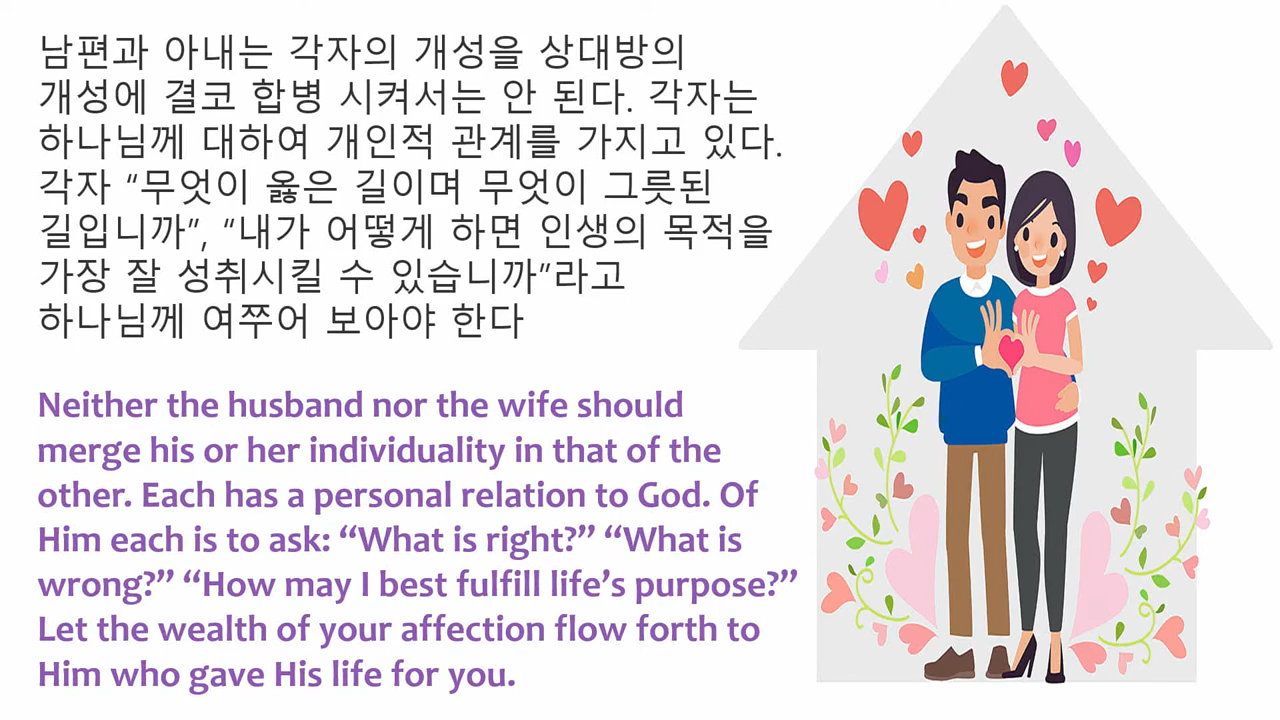 남편과 아내는 각자의 개성을 상대방의
개성에 결코 합병 시켜서는 안 된다. 각자는
하나님께 대하여 개인적 관계를 가지고 있다.
각자 “무엇이 옳은 길이며 무엇이 그릇된
길입니까”, “내가 어떻게 하면 인생의 목적을
가장 잘 성취시킬 수 있습니까”라고
하나님께 여쭈어 보아야 한다
Neither the husband nor the wife should
merge his or her individuality in that of the
other. Each has a personal relation to God. Of
Him each is to ask: “What is right?” “What is
wrong?” “How may I best fulfill life’s purpose?”
Let the wealth of your affection flow forth to
Him who gave His life for you.